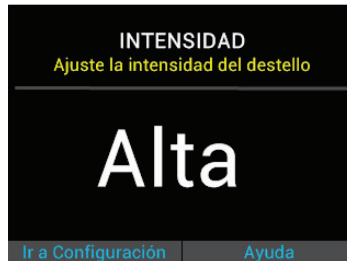 INTENSIDAD
Ajuste la intensidad del destello
Alta
Ir a Configuración Ayuda